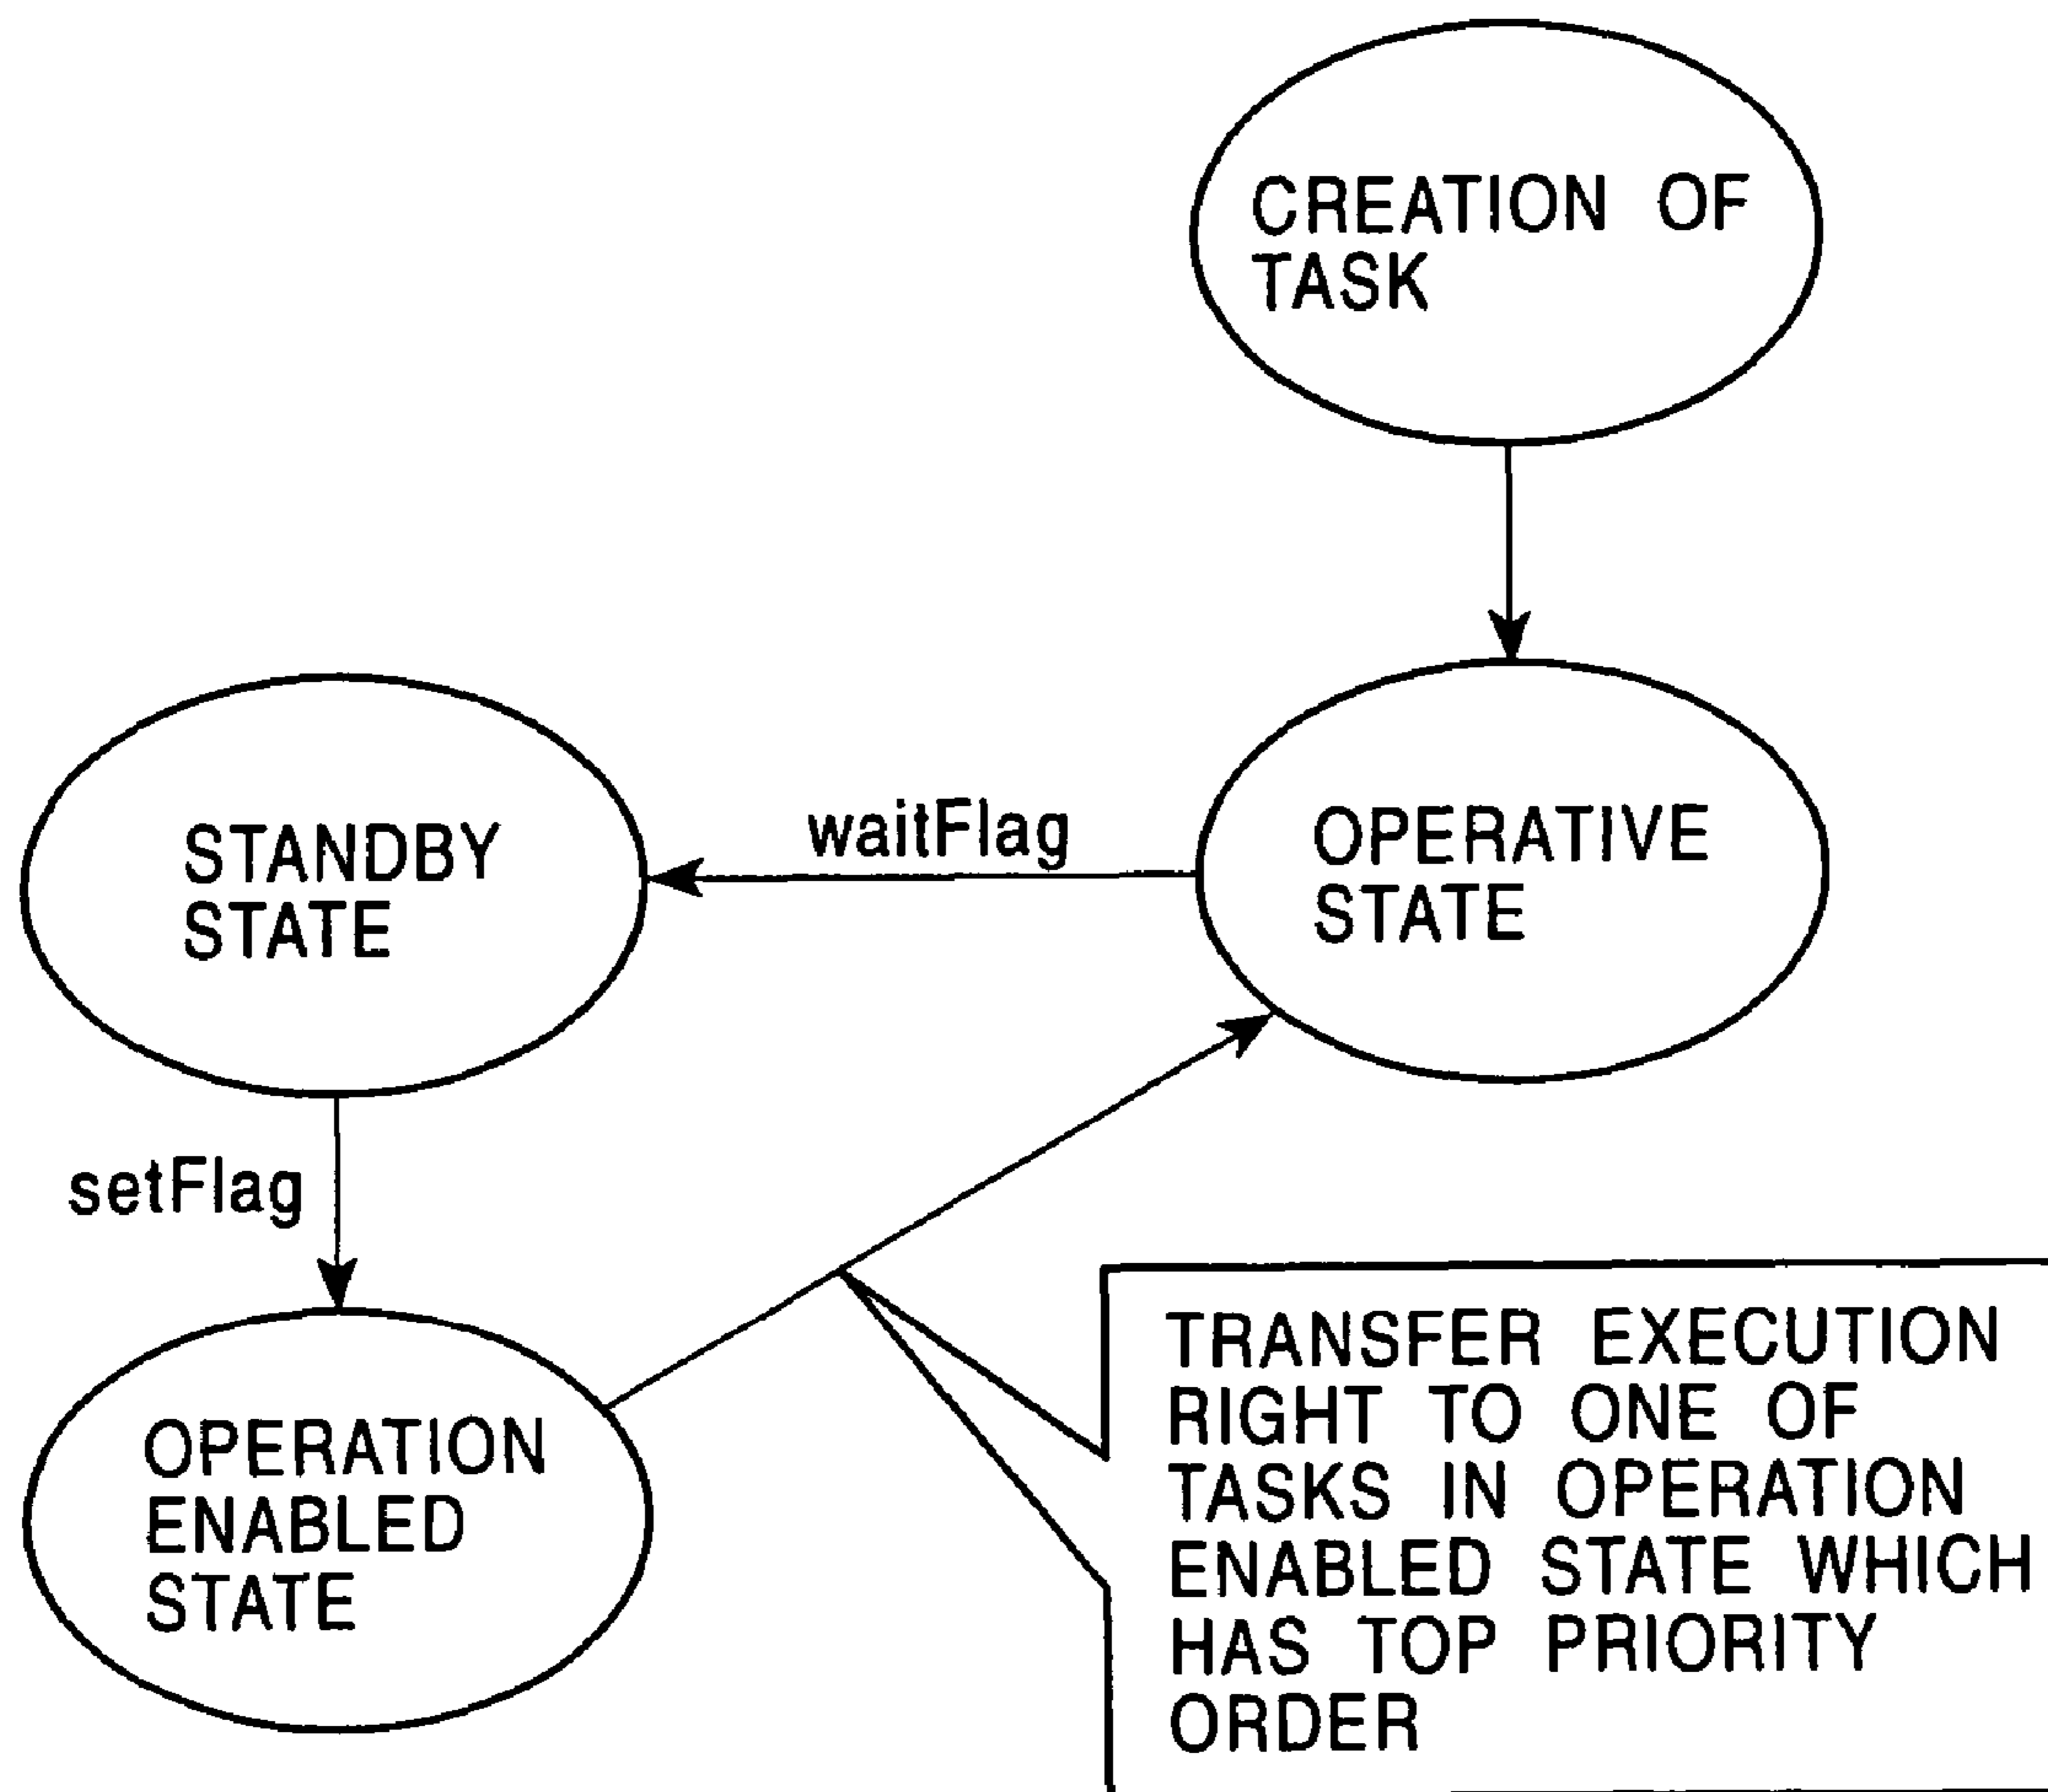 CREATION OF
TASK
waitFlag
OPERATIVE
STATE
STANDBY
STATE
setFlag
OPERATION
ENABLED
STATE
TRANSFER EXECUTION
RIGHT TO ONE OF
TASKS IN OPERATION
ENABLED STATE WHICH
HAS TOP PRIORITY
ORDER